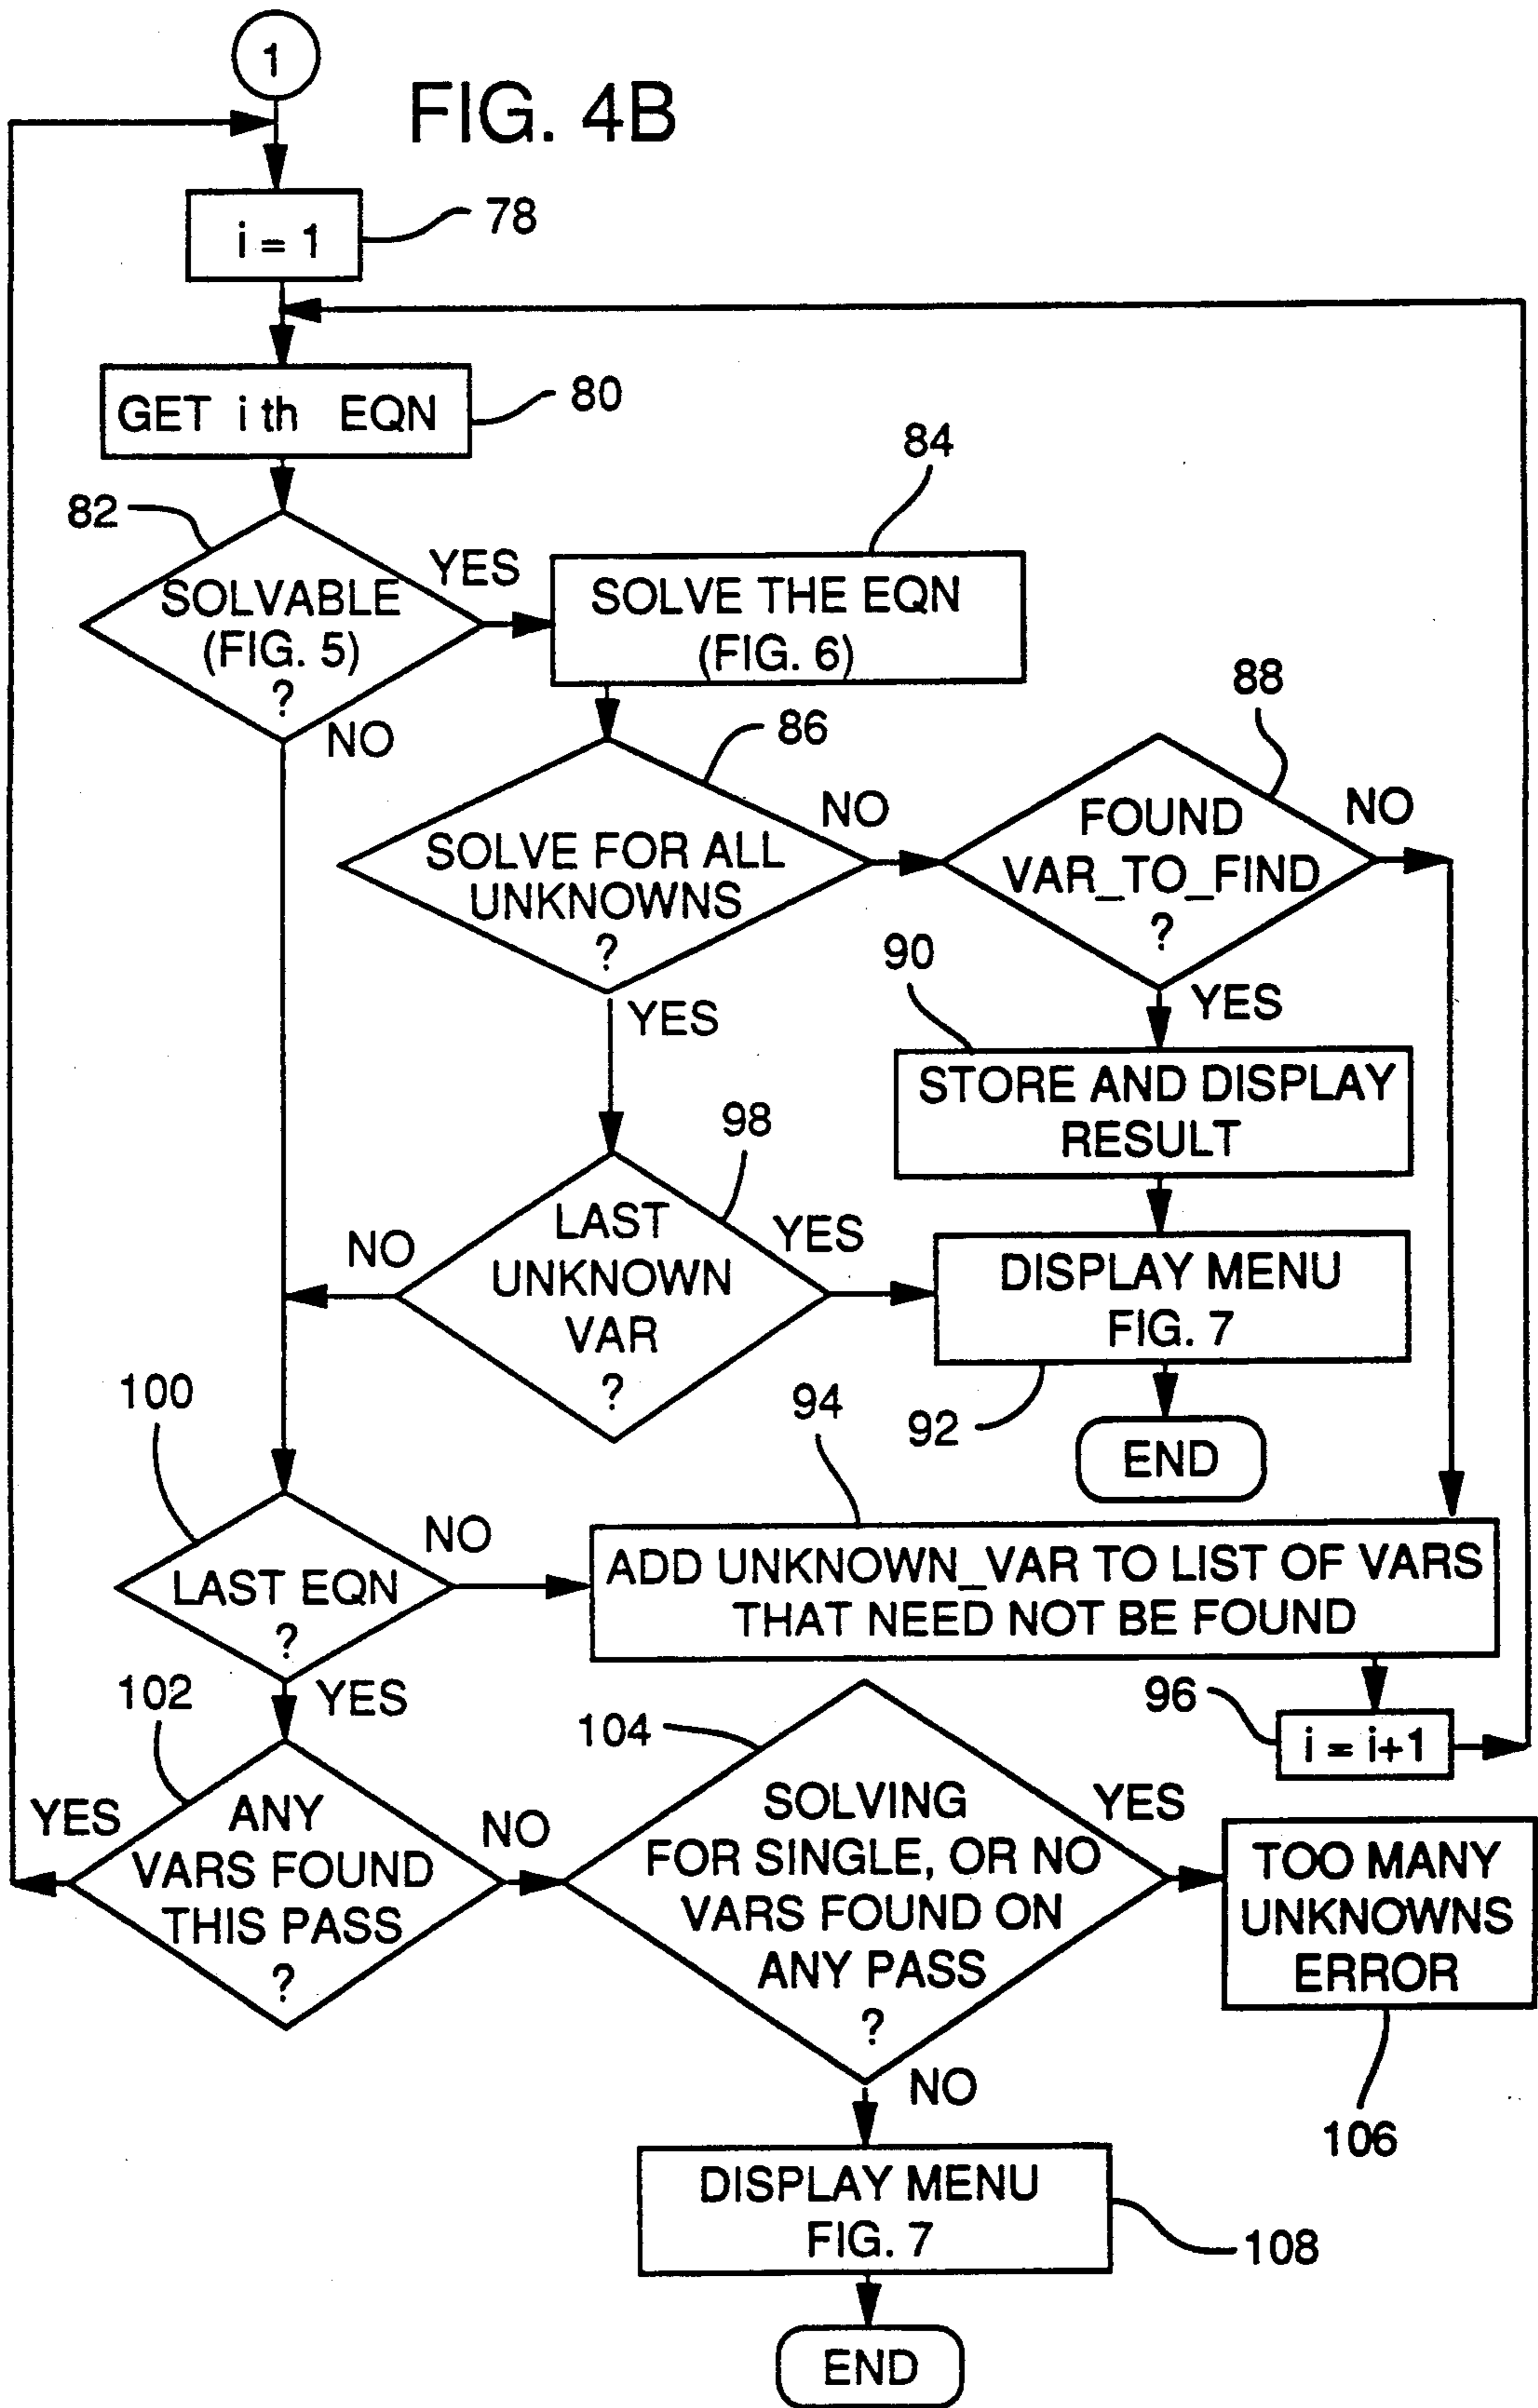 1
FIG. 4B
i = 1
78
GET i th EQN
80
84
82
SOLVABLE
(FIG. 5)
?
YES
NO
SOLVE THE EQN
(FIG. 6)
86
88
SOLVE FOR ALL
UNKNOWNS
?
NO
YES
FOUND
VAR_TO_FIND
?
NO
YES
90
STORE AND DISPLAY
RESULT
98
LAST
UNKNOWN
VAR
?
NO
YES
DISPLAY MENU
FIG. 7
92
END
100
94
LAST EQN
?
NO
YES
ADD UNKNOWN_VAR TO LIST OF VARS
THAT NEED NOT BE FOUND
96
i = i+1
102
YES
ANY
VARS FOUND
THIS PASS
?
NO
104
SOLVING
FOR SINGLE, OR NO
VARS FOUND ON
ANY PASS
?
YES
NO
TOO MANY
UNKNOWNS
ERROR
106
DISPLAY MENU
FIG. 7
108
END